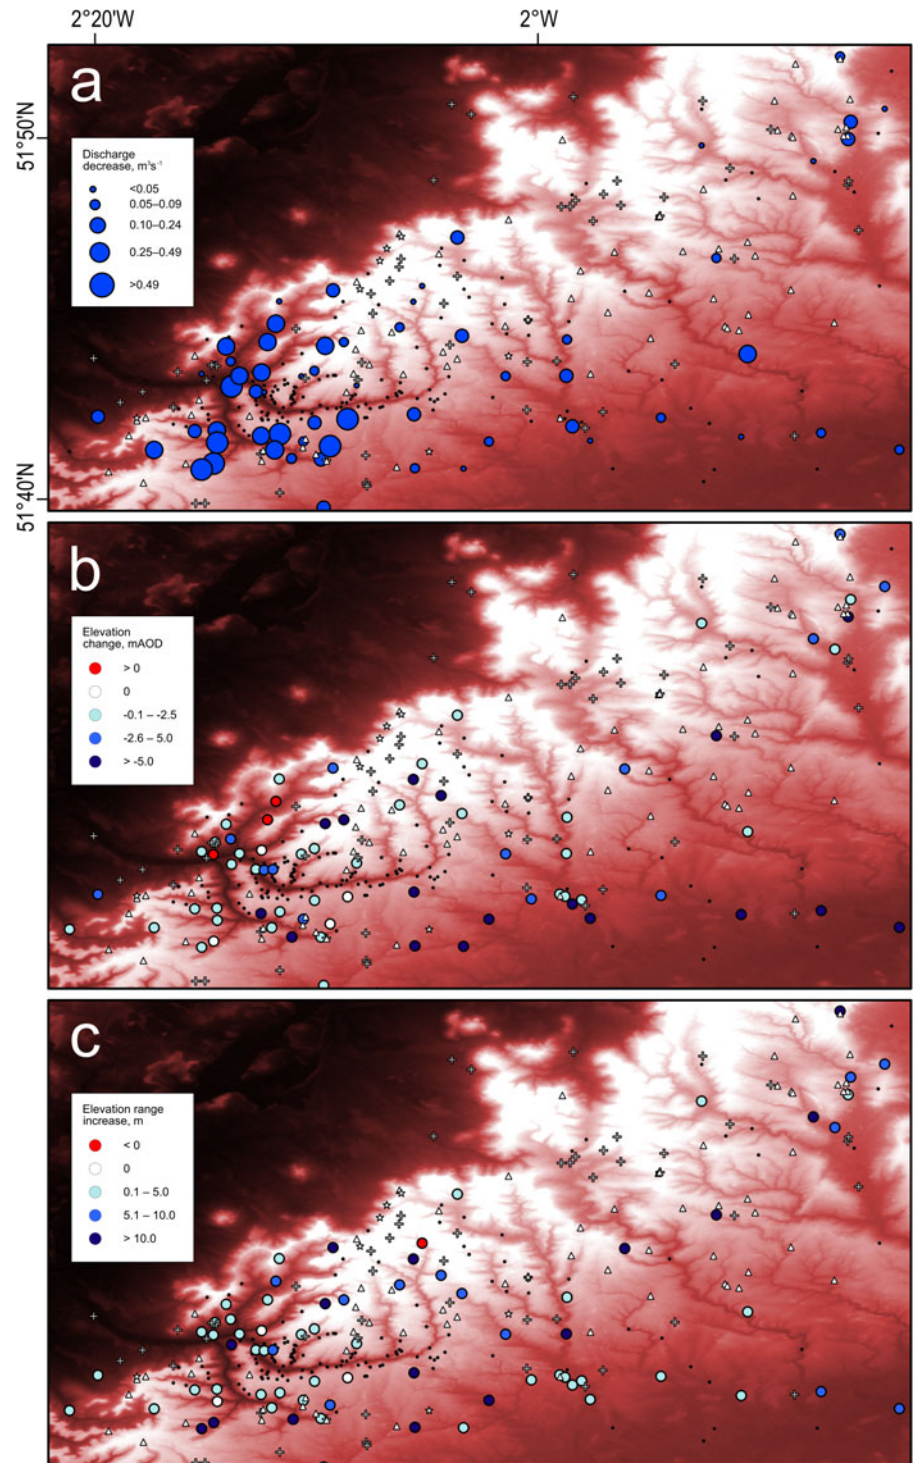 2°20'W 2°W
51°50'N
51°40'N
a
Discharge
decrease, m³s⁻¹
<0.05
0.05–0.09
0.10–0.24
0.25–0.49
>0.49
b
Elevation
change, mAOD
> 0
0
-0.1 – -2.5
-2.6 – 5.0
> -5.0
c
Elevation range
increase, m
< 0
0
0.1 – 5.0
5.1 – 10.0
> 10.0